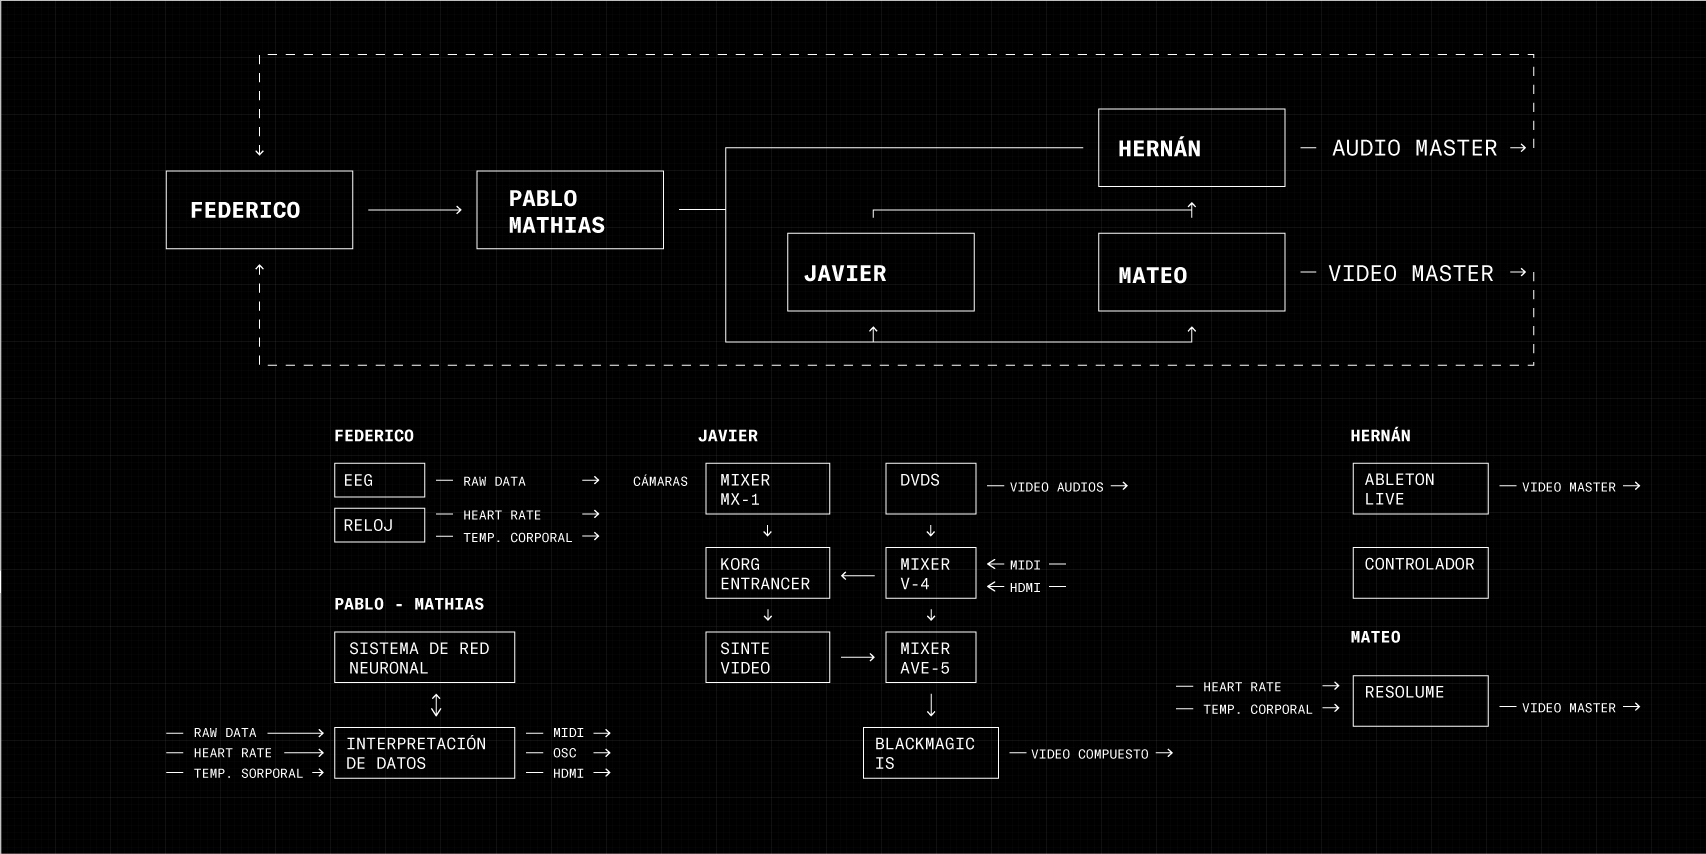 HERNÁN
AUDIO MASTER
FEDERICO
PABLO
MATHIAS
JAVIER
MATEO
VIDEO MASTER
FEDERICO
EEG
RAW DATA
RELOJ
HEART RATE
TEMP. CORPORAL
PABLO - MATHIAS
SISTEMA DE RED
NEURONAL
RAW DATA
HEART RATE
TEMP. SORPORAL
INTERPRETACIÓN
DE DATOS
MIDI
OSC
HDMI
JAVIER
CÁMARAS
MIXER
MX-1
DVDS
VIDEO AUDIOS
KORG
ENTRANCER
MIXER
V-4
MIDI
HDMI
SINTE
VIDEO
MIXER
AVE-5
BLACKMAGIC
IS
VIDEO COMPUESTO
HERNÁN
ABLETON
LIVE
VIDEO MASTER
CONTROLADOR
MATEO
HEART RATE
TEMP. CORPORAL
RESOLUME
VIDEO MASTER